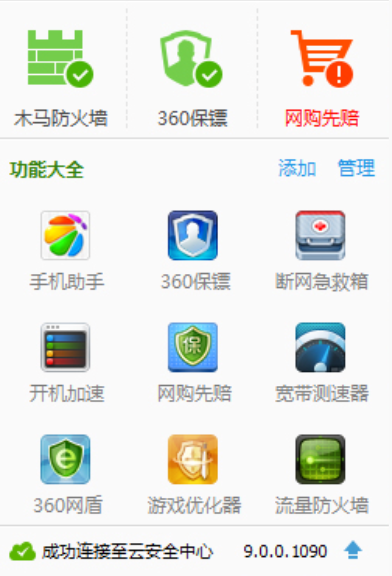 木马防火墙 360保镖 网购先赔
功能大全 添加 管理
手机助手 360保镖 断网急救箱
开机加速 保 网购先赔 宽带测速器
360网盾 游戏优化器 流量防火墙
成功连接至云安全中心 9.0.0.1090